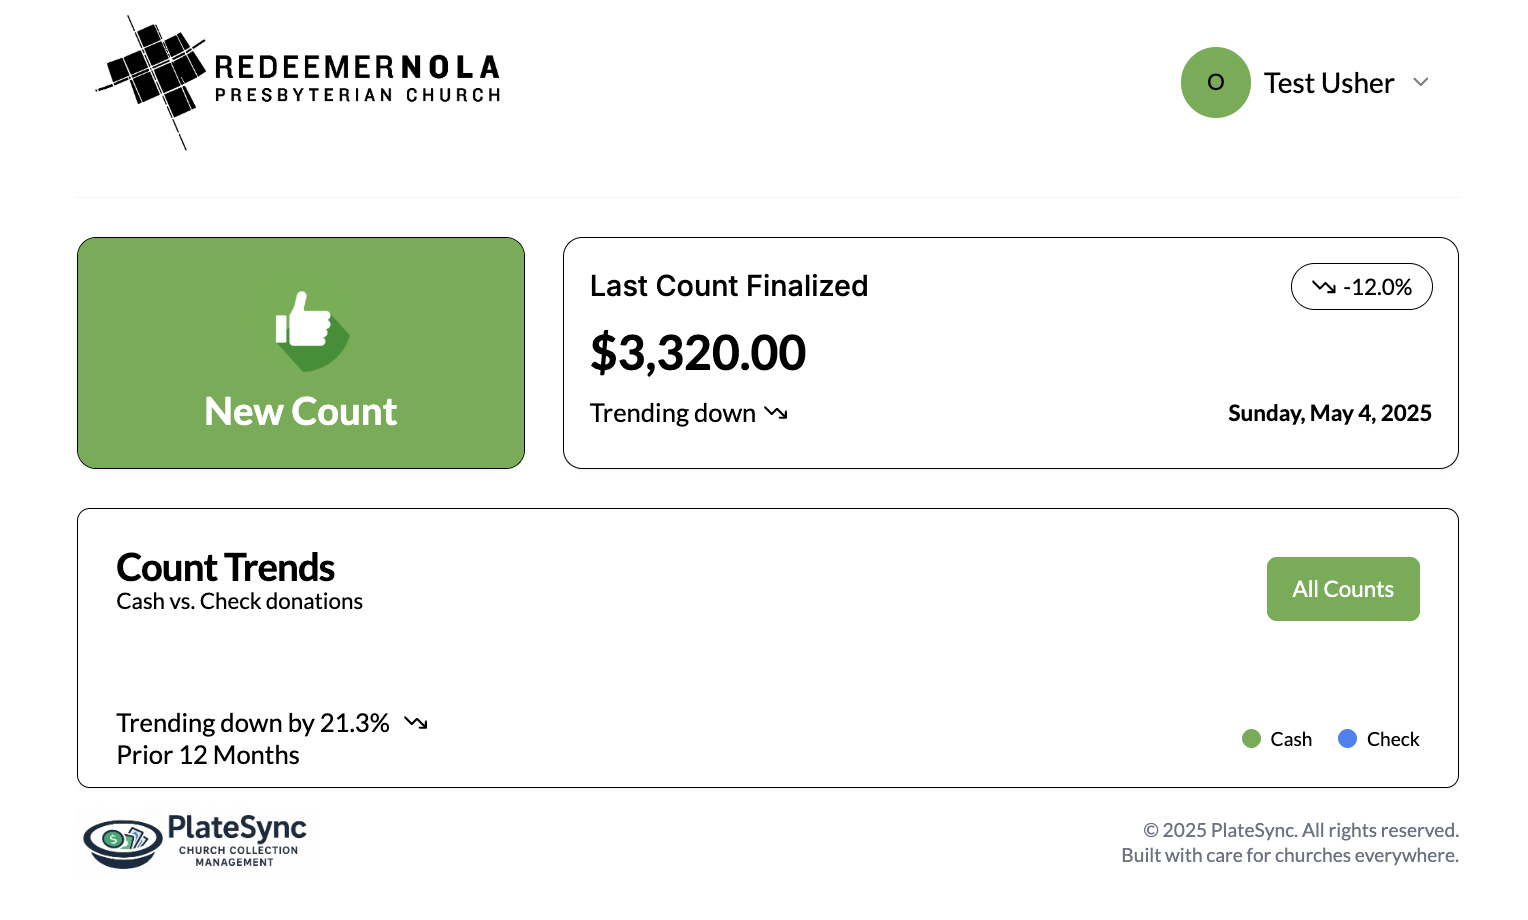 REDEEMERNOLA
PRESBYTERIAN CHURCH
O
Test Usher
New Count
Last Count Finalized
-12.0%
$3,320.00
Trending down
Sunday, May 4, 2025
Count Trends
Cash vs. Check donations
All Counts
Trending down by 21.3%
Prior 12 Months
Cash
Check
$
PlateSync
CHURCH COLLECTION
MANAGEMENT
© 2025 PlateSync. All rights reserved.
Built with care for churches everywhere.